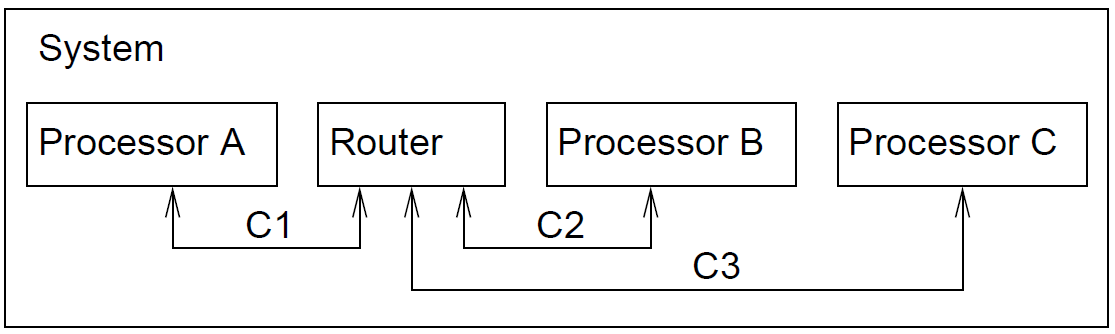 System
Processor A
Router
Processor B
Processor C
C1
C2
C3